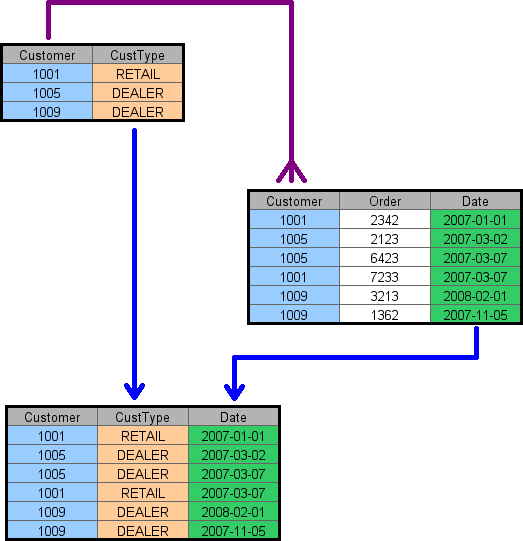 Customer CustType
1001 RETAIL
1005 DEALER
1009 DEALER
Customer Order Date
1001 2342 2007-01-01
1005 2123 2007-03-02
1005 6423 2007-03-07
1001 7233 2007-03-07
1009 3213 2008-02-01
1009 1362 2007-11-05
Customer CustType Date
1001 RETAIL 2007-01-01
1005 DEALER 2007-03-02
1005 DEALER 2007-03-07
1001 RETAIL 2007-03-07
1009 DEALER 2008-02-01
1009 DEALER 2007-11-05